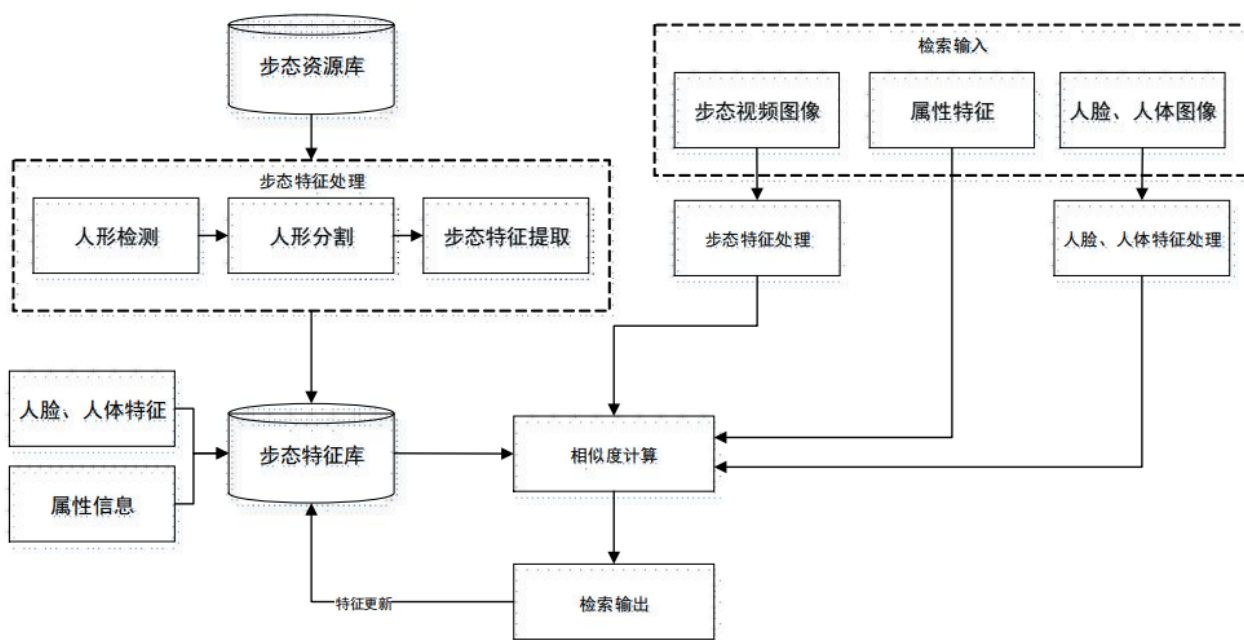 步态资源库
检索输入
步态视频图像
属性特征
人脸、人体图像
步态特征处理
人形检测
人形分割
步态特征提取
步态特征处理
人脸、人体特征处理
人脸、人体特征
属性信息
步态特征库
相似度计算
特征更新
检索输出